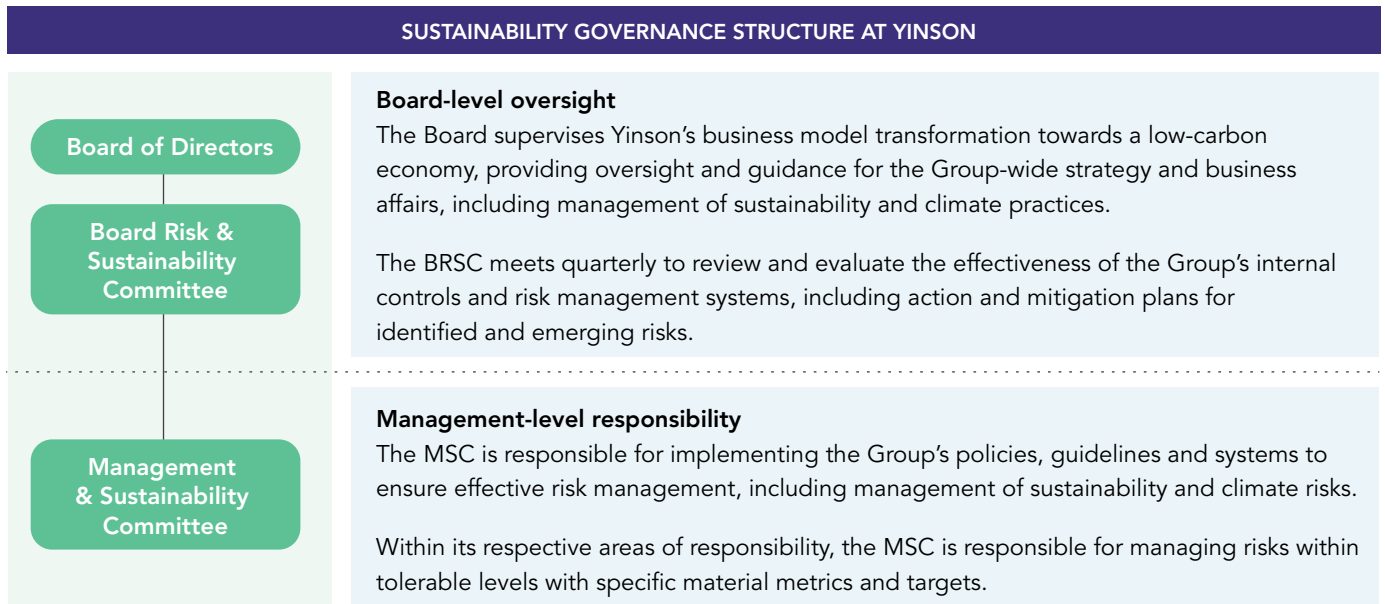 SUSTAINABILITY GOVERNANCE STRUCTURE AT YINSON
Board of Directors
Board Risk &
Sustainability
Committee
Board-level oversight
The Board supervises Yinson’s business model transformation towards a low-carbon
economy, providing oversight and guidance for the Group-wide strategy and business
affairs, including management of sustainability and climate practices.
The BRSC meets quarterly to review and evaluate the effectiveness of the Group’s internal
controls and risk management systems, including action and mitigation plans for
identified and emerging risks.
Management
& Sustainability
Committee
Management-level responsibility
The MSC is responsible for implementing the Group’s policies, guidelines and systems to
ensure effective risk management, including management of sustainability and climate risks.
Within its respective areas of responsibility, the MSC is responsible for managing risks within
tolerable levels with specific material metrics and targets.